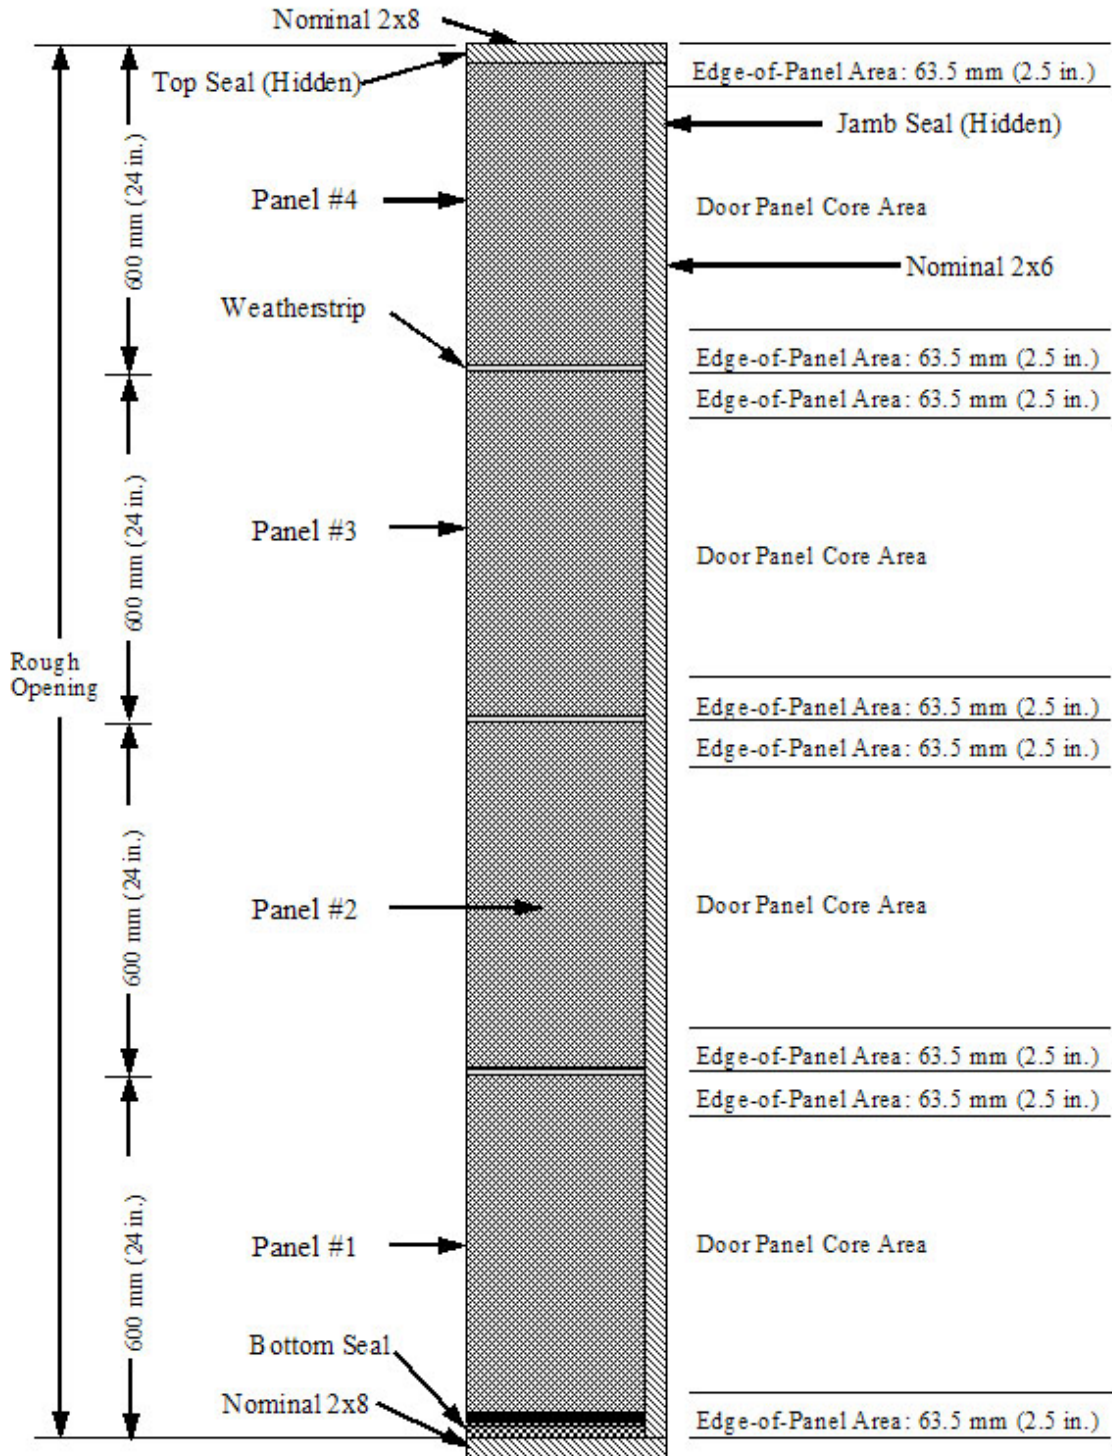 Nominal 2x8
Top Seal (Hidden)
Edge-of-Panel Area: 63.5 mm (2.5 in.)
Jamb Seal (Hidden)
600 mm (24 in.)
Panel #4
Door Panel Core Area
Nominal 2x6
Weatherstrip
Edge-of-Panel Area: 63.5 mm (2.5 in.)
Edge-of-Panel Area: 63.5 mm (2.5 in.)
600 mm (24 in.)
Panel #3
Door Panel Core Area
Rough
Opening
Edge-of-Panel Area: 63.5 mm (2.5 in.)
Edge-of-Panel Area: 63.5 mm (2.5 in.)
600 mm (24 in.)
Panel #2
Door Panel Core Area
Edge-of-Panel Area: 63.5 mm (2.5 in.)
Edge-of-Panel Area: 63.5 mm (2.5 in.)
600 mm (24 in.)
Panel #1
Door Panel Core Area
Bottom Seal
Nominal 2x8
Edge-of-Panel Area: 63.5 mm (2.5 in.)